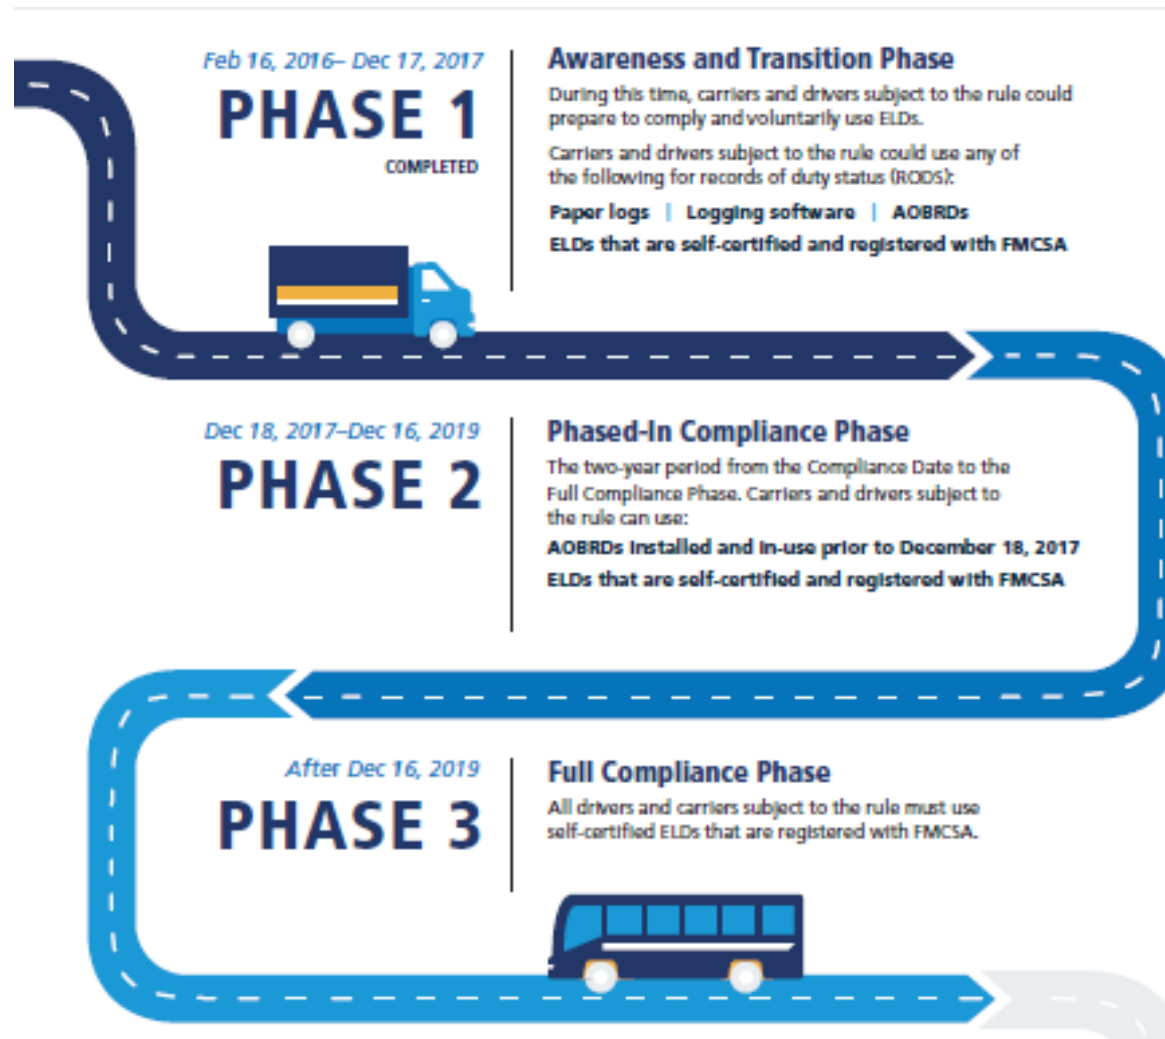 Feb 16, 2016– Dec 17, 2017
PHASE 1
COMPLETED
Awareness and Transition Phase
During this time, carriers and drivers subject to the rule could
prepare to comply and voluntarily use ELDs.
Carriers and drivers subject to the rule could use any of
the following for records of duty status (RODS):
Paper logs | Logging software | AOBRDs
ELDs that are self-certified and registered with FMCSA
Dec 18, 2017–Dec 16, 2019
PHASE 2
Phased-In Compliance Phase
The two-year period from the Compliance Date to the
Full Compliance Phase. Carriers and drivers subject to
the rule can use:
AOBRDs installed and in-use prior to December 18, 2017
ELDs that are self-certified and registered with FMCSA
After Dec 16, 2019
PHASE 3
Full Compliance Phase
All drivers and carriers subject to the rule must use
self-certified ELDs that are registered with FMCSA.